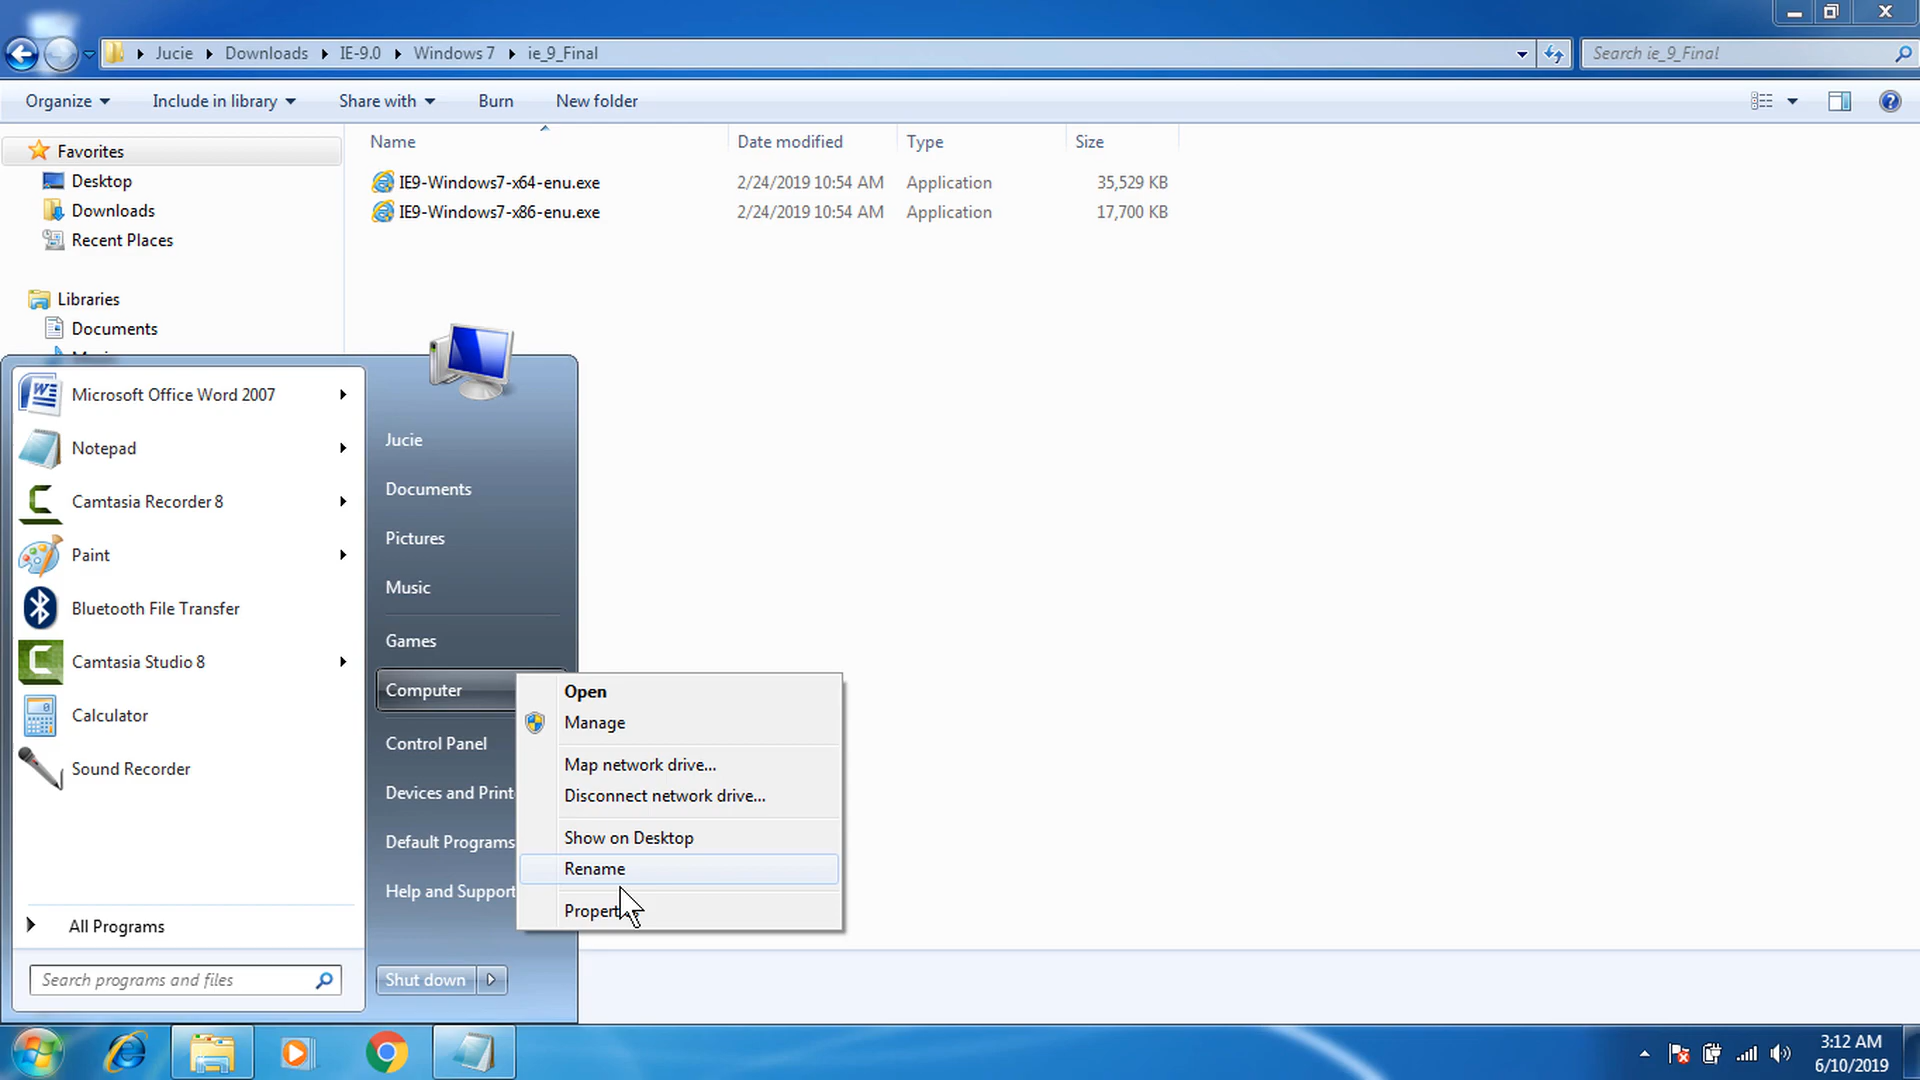 Jucie Downloads IE-9.0 Windows 7 ie_9_Final
Search ie_9_Final
Organize Include in library Share with Burn New folder
Name Date modified Type Size
Favorites
Desktop
Downloads
Recent Places
Libraries
Documents
IE9-Windows7-x64-enu.exe 2/24/2019 10:54 AM Application 35,529 KB
IE9-Windows7-x86-enu.exe 2/24/2019 10:54 AM Application 17,700 KB
Microsoft Office Word 2007
Notepad
Camtasia Recorder 8
Paint
Bluetooth File Transfer
Camtasia Studio 8
Calculator
Sound Recorder
All Programs
Search programs and files
Jucie
Documents
Pictures
Music
Games
Computer
Control Panel
Devices and Print
Default Programs
Help and Support
Shut down
Open
Manage
Map network drive...
Disconnect network drive...
Show on Desktop
Rename
3:12 AM
6/10/2019